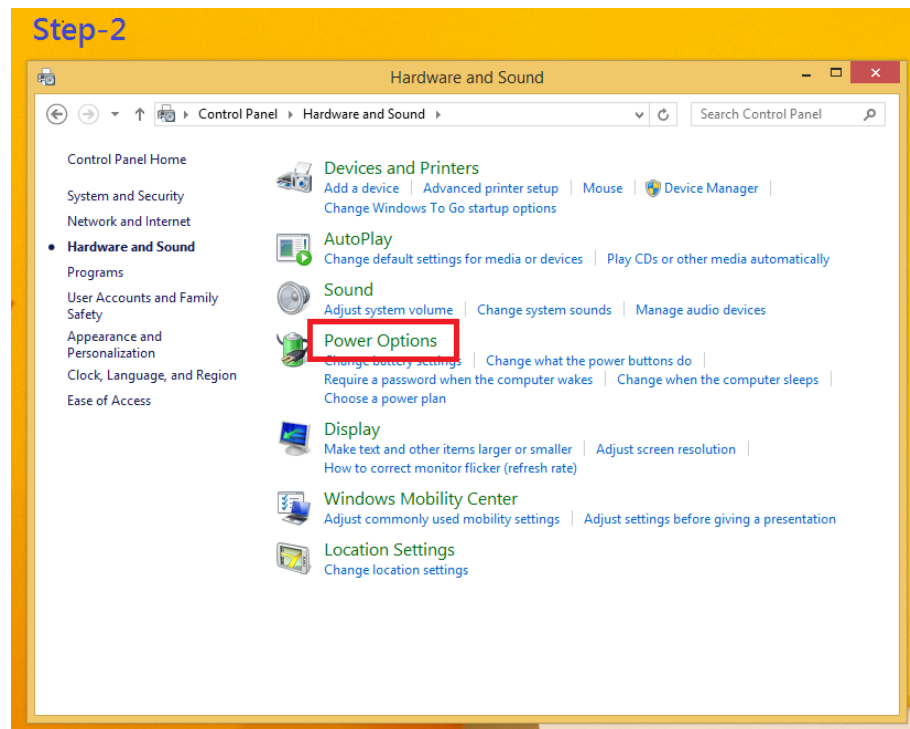 Step-2
Hardware and Sound
Control Panel Hardware and Sound
Search Control Panel
Control Panel Home
System and Security
Network and Internet
Hardware and Sound
Programs
User Accounts and Family
Safety
Appearance and
Personalization
Clock, Language, and Region
Ease of Access
Devices and Printers
Add a device Advanced printer setup Mouse Device Manager
Change Windows To Go startup options
AutoPlay
Change default settings for media or devices Play CDs or other media automatically
Sound
Adjust system volume Change system sounds Manage audio devices
Power Options
Change battery settings Change what the power buttons do
Require a password when the computer wakes Change when the computer sleeps
Choose a power plan
Display
Make text and other items larger or smaller Adjust screen resolution
How to correct monitor flicker (refresh rate)
Windows Mobility Center
Adjust commonly used mobility settings Adjust settings before giving a presentation
Location Settings
Change location settings